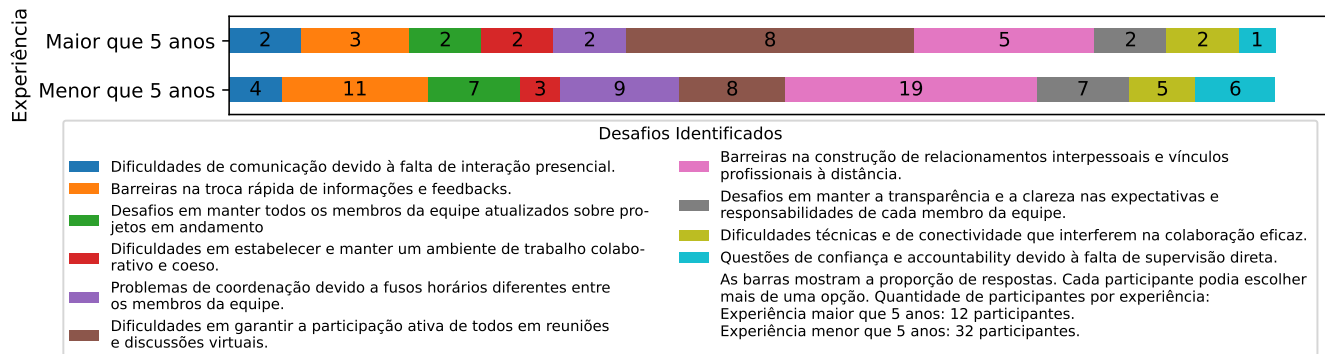 Experiência
Maior que 5 anos
2 3 2 2 2 8 5 2 2 1
Menor que 5 anos
4 11 7 3 9 8 19 7 5 6
Desafios Identificados
Dificuldades de comunicação devido à falta de interação presencial.
Barreiras na troca rápida de informações e feedbacks.
Desafios em manter todos os membros da equipe atualizados sobre pro-
jetos em andamento
Dificuldades em estabelecer e manter um ambiente de trabalho colabo-
rativo e coeso.
Problemas de coordenação devido a fusos horários diferentes entre
os membros da equipe.
Dificuldades em garantir a participação ativa de todos em reuniões
e discussões virtuais.
Barreiras na construção de relacionamentos interpessoais e vínculos
profissionais à distância.
Desafios em manter a transparência e a clareza nas expectativas e
responsabilidades de cada membro da equipe.
Dificuldades técnicas e de conectividade que interferem na colaboração eficaz.
Questões de confiança e accountability devido à falta de supervisão direta.
As barras mostram a proporção de respostas. Cada participante podia escolher
mais de uma opção. Quantidade de participantes por experiência:
Experiência maior que 5 anos: 12 participantes.
Experiência menor que 5 anos: 32 participantes.